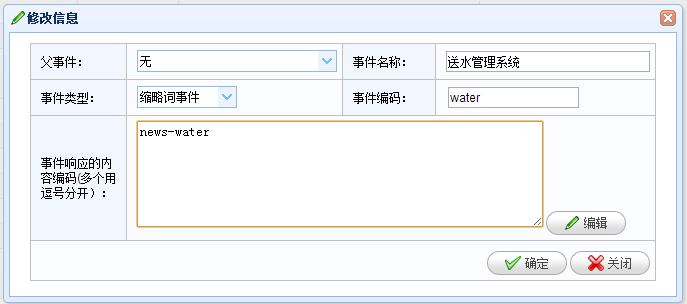 修改信息
父事件： 无 事件名称： 送水管理系统
事件类型： 缩略词事件 事件编码： water
事件响应的内
容编码(多个用
逗号分开）：
news-water
编辑
确定 关闭